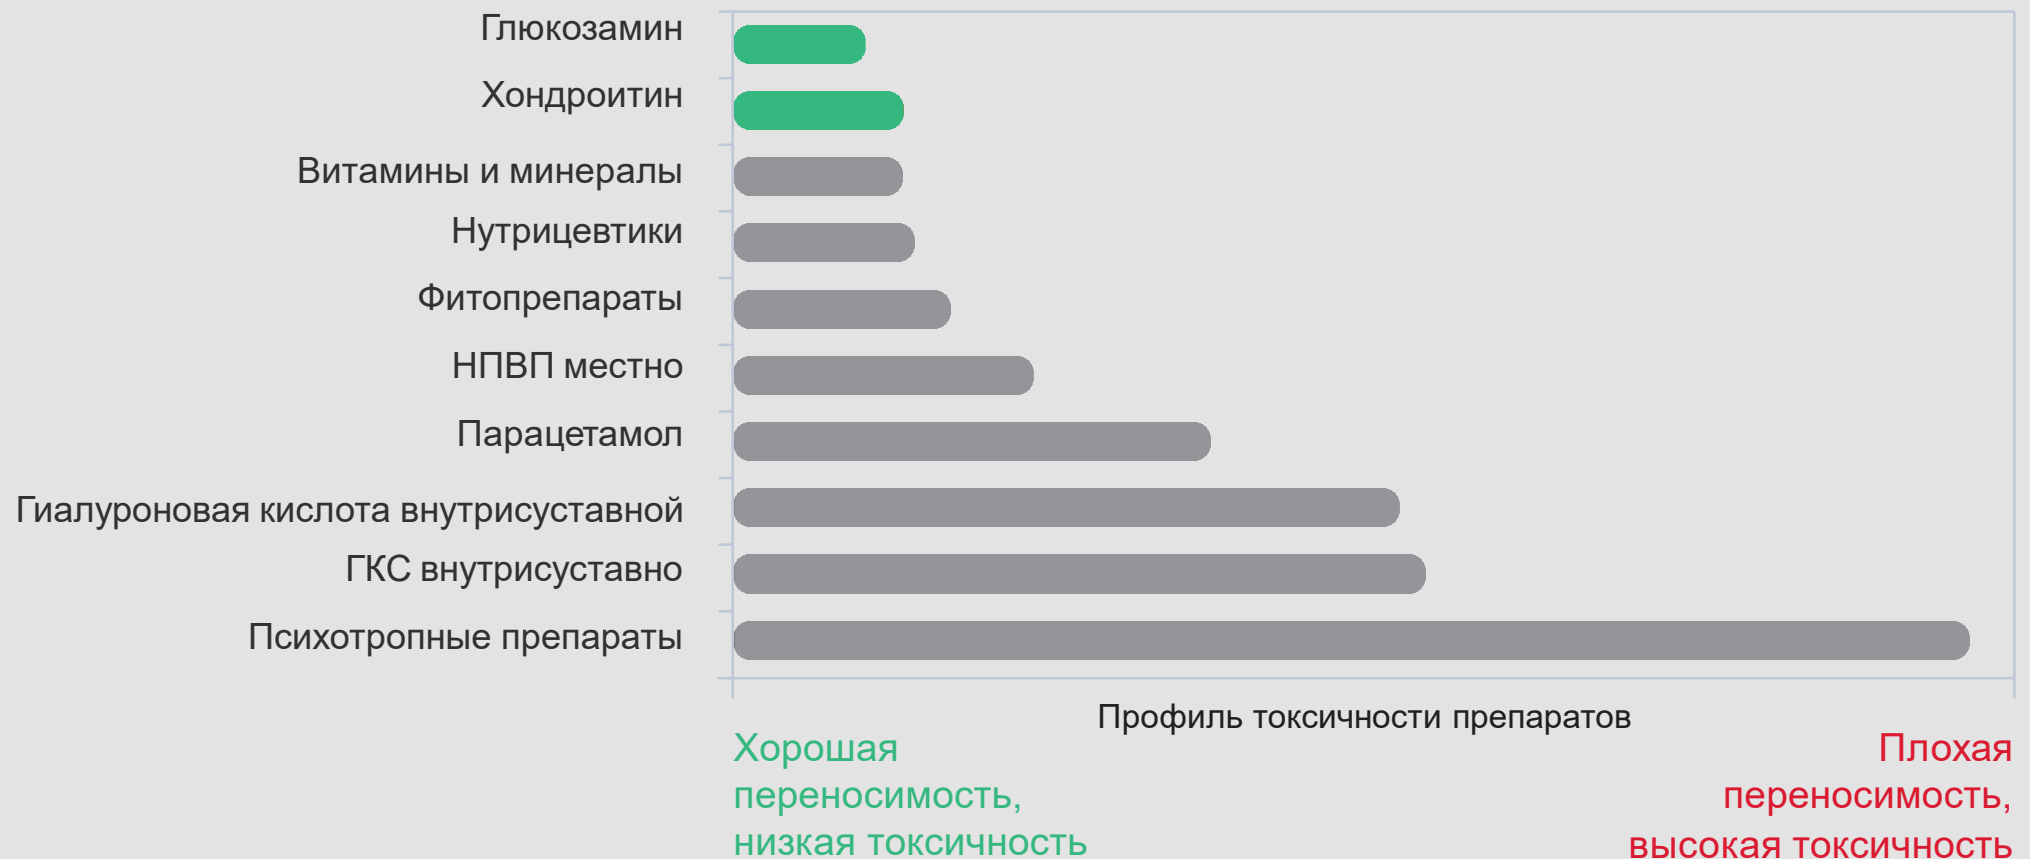 Глюкозамин
Хондроитин
Витамины и минералы
Нутрицевтики
Фитопрепараты
НПВП местно
Парацетамол
Гиалуроновая кислота внутрисуставной
ГКС внутрисуставно
Психотропные препараты
Профиль токсичности препаратов
Хорошая
переносимость,
низкая токсичность
Плохая
переносимость,
высокая токсичность